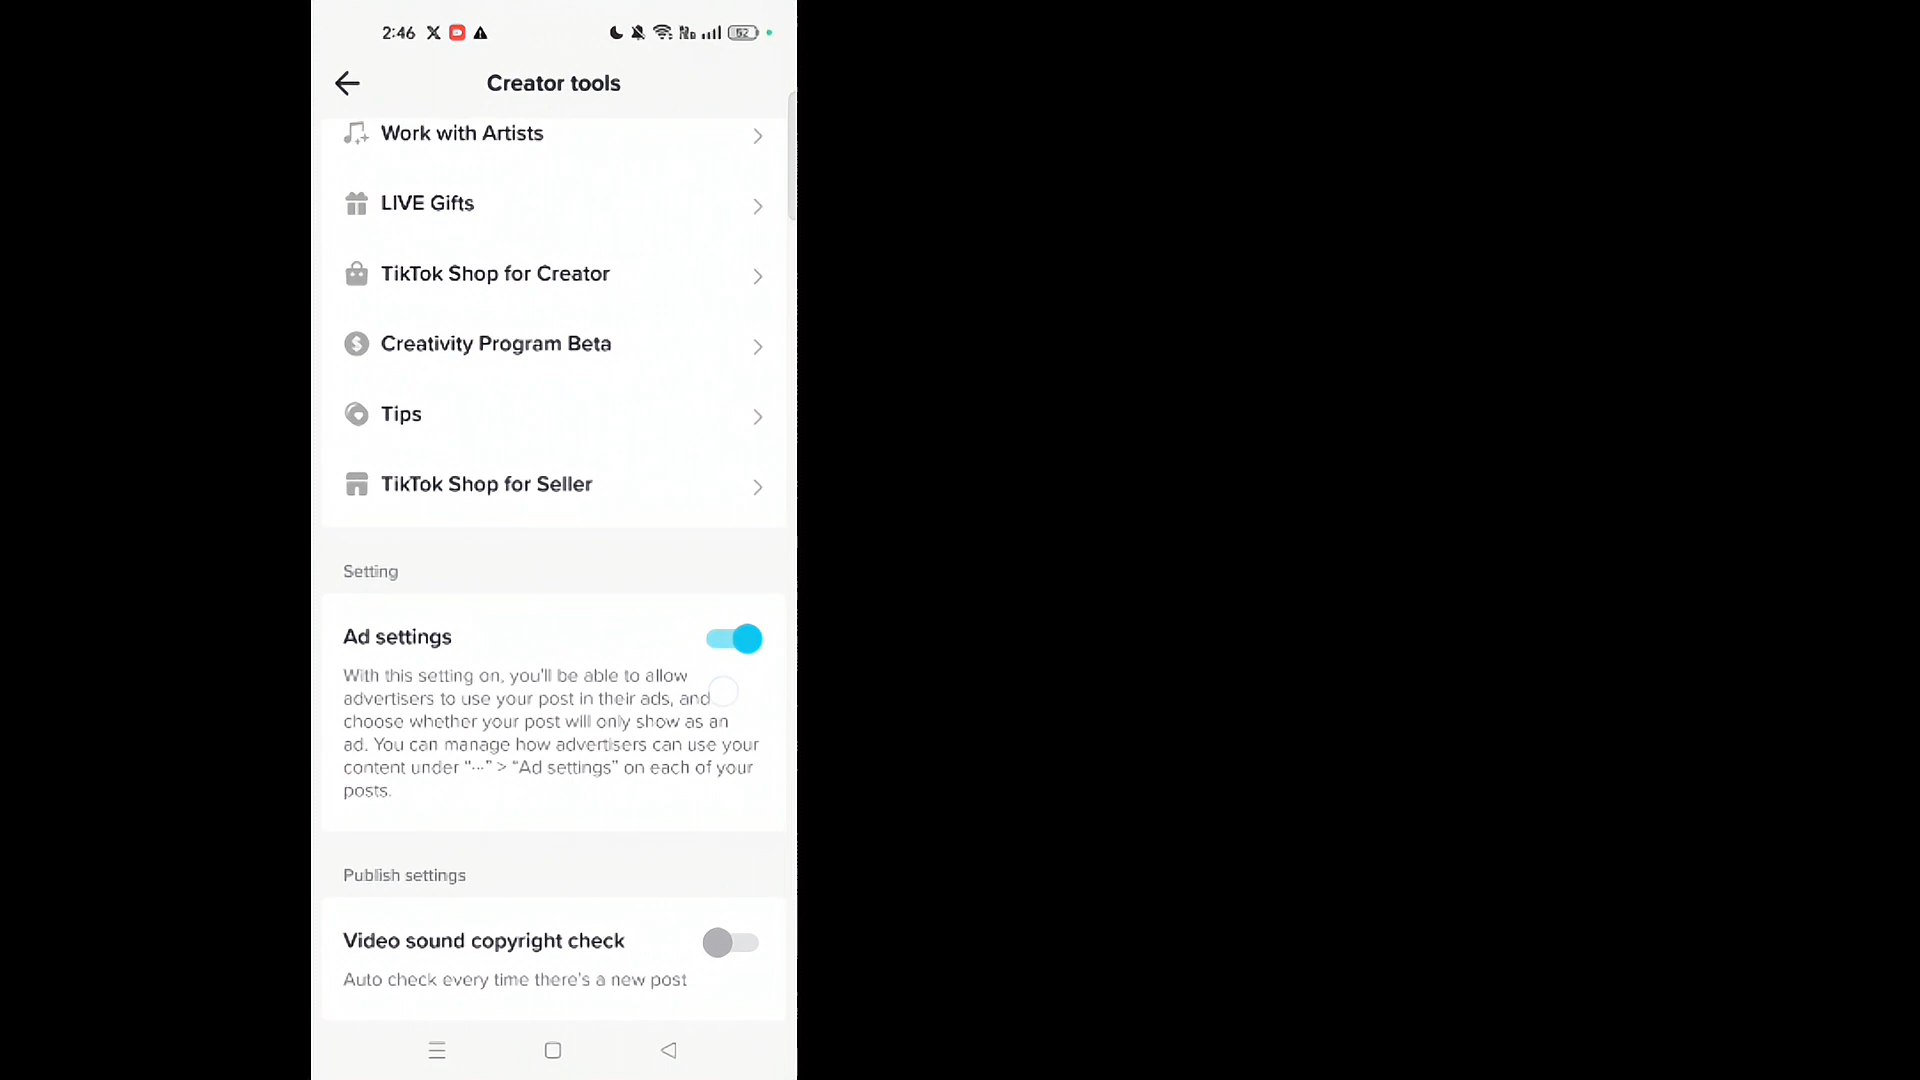 2:46
52
Creator tools
Work with Artists
LIVE Gifts
TikTok Shop for Creator
Creativity Program Beta
Tips
TikTok Shop for Seller
Setting
Ad settings
With this setting on, you'll be able to allow
advertisers to use your post in their ads, and
choose whether your post will only show as an
ad. You can manage how advertisers can use your
content under "···" > "Ad settings" on each of your
posts.
Publish settings
Video sound copyright check
Auto check every time there's a new post